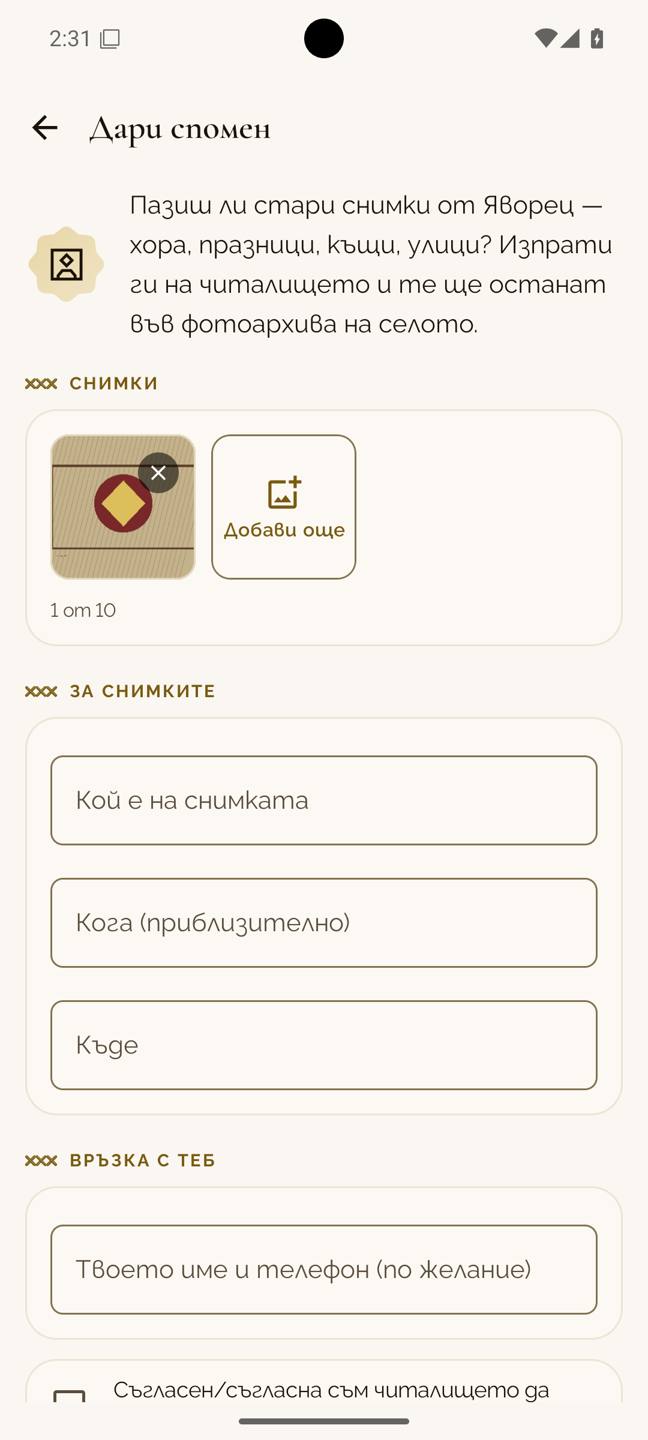 2:31
Дари спомен
Пазиш ли стари снимки от Яворец —
хора, празници, къщи, улици? Изпрати
ги на читалището и те ще останат
във фотоархива на селото.
СНИМКИ
Добави още
1 от 10
ЗА СНИМКИТЕ
Кой е на снимката
Кога (приблизително)
Къде
ВРЪЗКА С ТЕБ
Твоето име и телефон (по желание)
Съгласен/съгласна съм читалището да